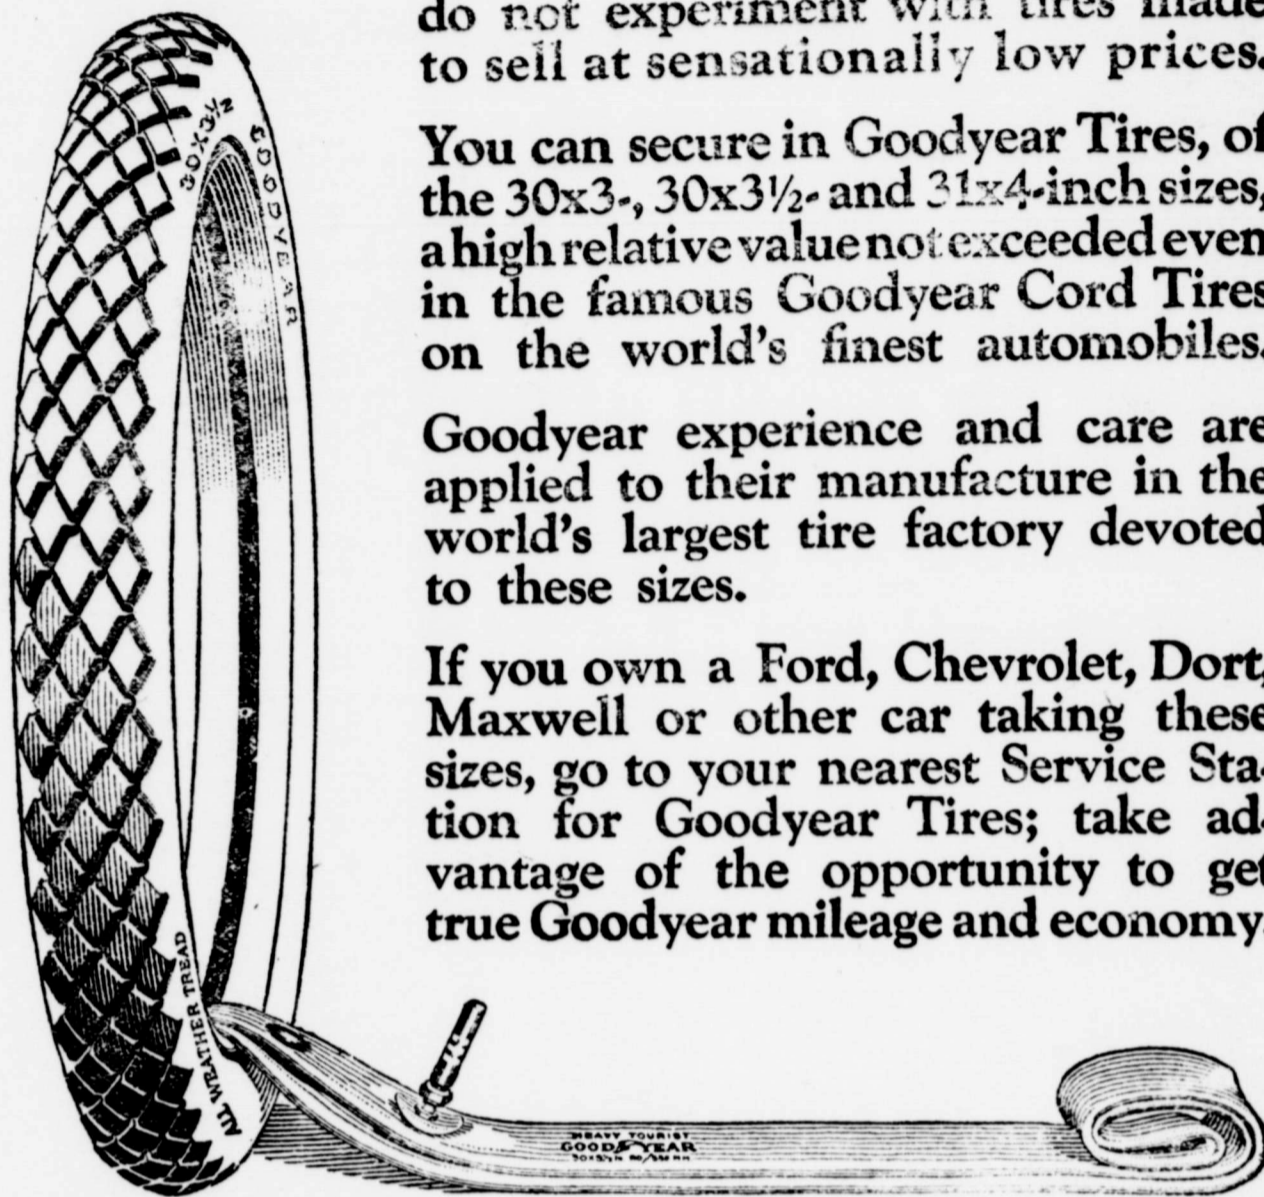 do not experiment with tires made
to sell at sensationally low prices.
You can secure in Goodyear Tires, of
the 30x3-, 30x3½- and 31x4-inch sizes,
a high relative value not exceeded even
in the famous Goodyear Cord Tires
on the world's finest automobiles.
Goodyear experience and care are
applied to their manufacture in the
world's largest tire factory devoted
to these sizes.
If you own a Ford, Chevrolet, Dort,
Maxwell or other car taking these
sizes, go to your nearest Service Sta-
tion for Goodyear Tires; take ad-
vantage of the opportunity to get
true Goodyear mileage and economy.
30X3½ GOODYEAR
ALL WEATHER TREAD
HEAVY TOURIST
GOODYEAR